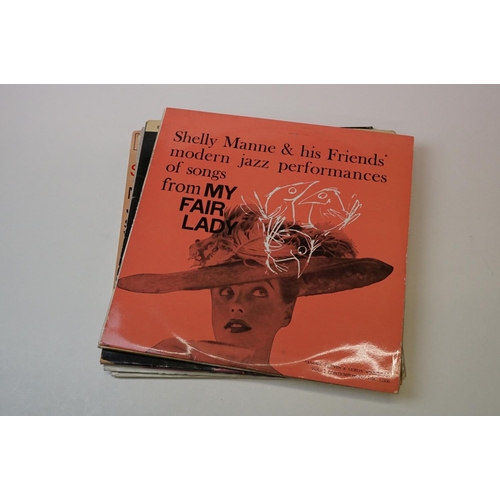 Shelly Manne & his Friends'
modern jazz performances
of songs
from MY
FAIR
LADY